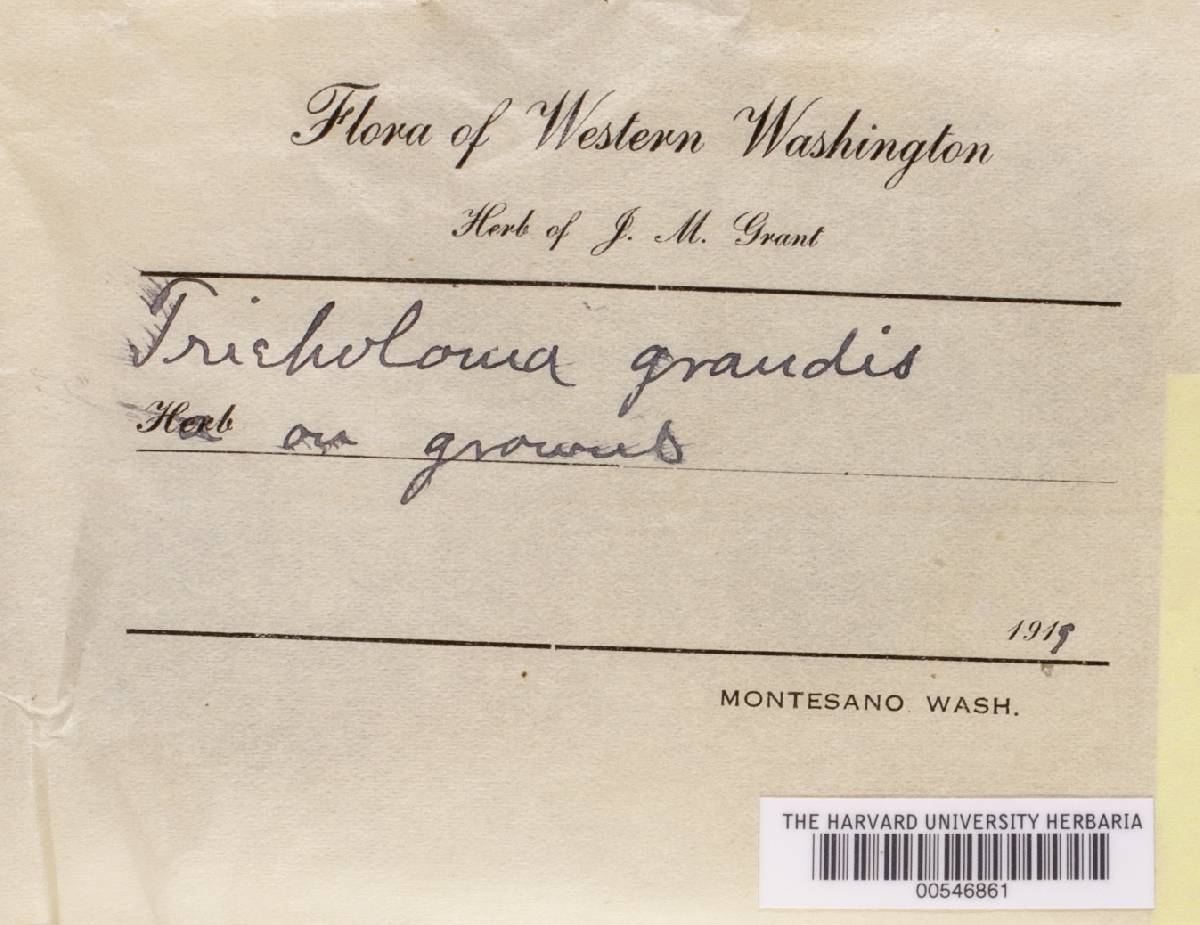 Flora of Western Washington
Herb of J. M. Grant
Tricholoma grandis
Herb on
1919
MONTESANO WASH.
THE HARVARD UNIVERSITY HERBARIA
00546861